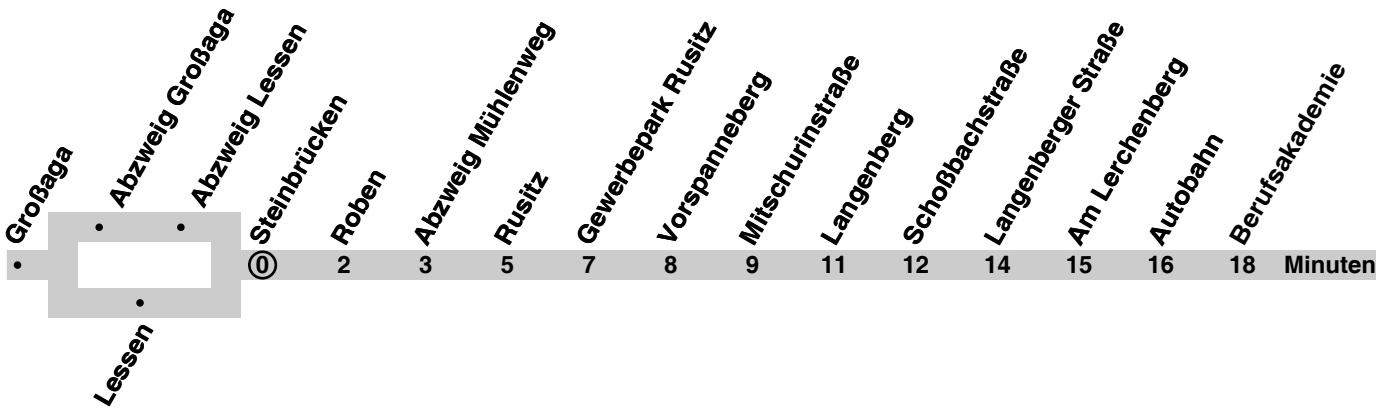 Großaga
Abzweig Großaga
Abzweig Lessen
Steinbrücken
Roben
Abzweig Mühlenweg
Rusitz
Gewerbepark Rusitz
Vorspanneberg
Mitschurinstraße
Langenberg
Schoßbachstraße
Langenberger Straße
Am Lerchenberg
Autobahn
Berufsakademie
0 2 3 5 7 8 9 11 12 14 15 16 18 Minuten
Lessen